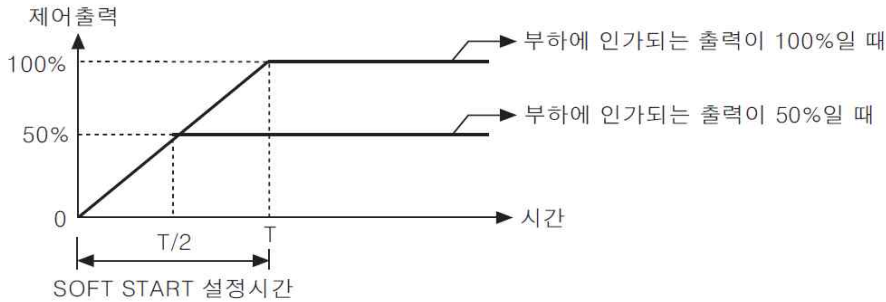 제어출력
100%
부하에 인가되는 출력이 100%일 때
50%
부하에 인가되는 출력이 50%일 때
0
시간
T/2
T
SOFT START 설정시간